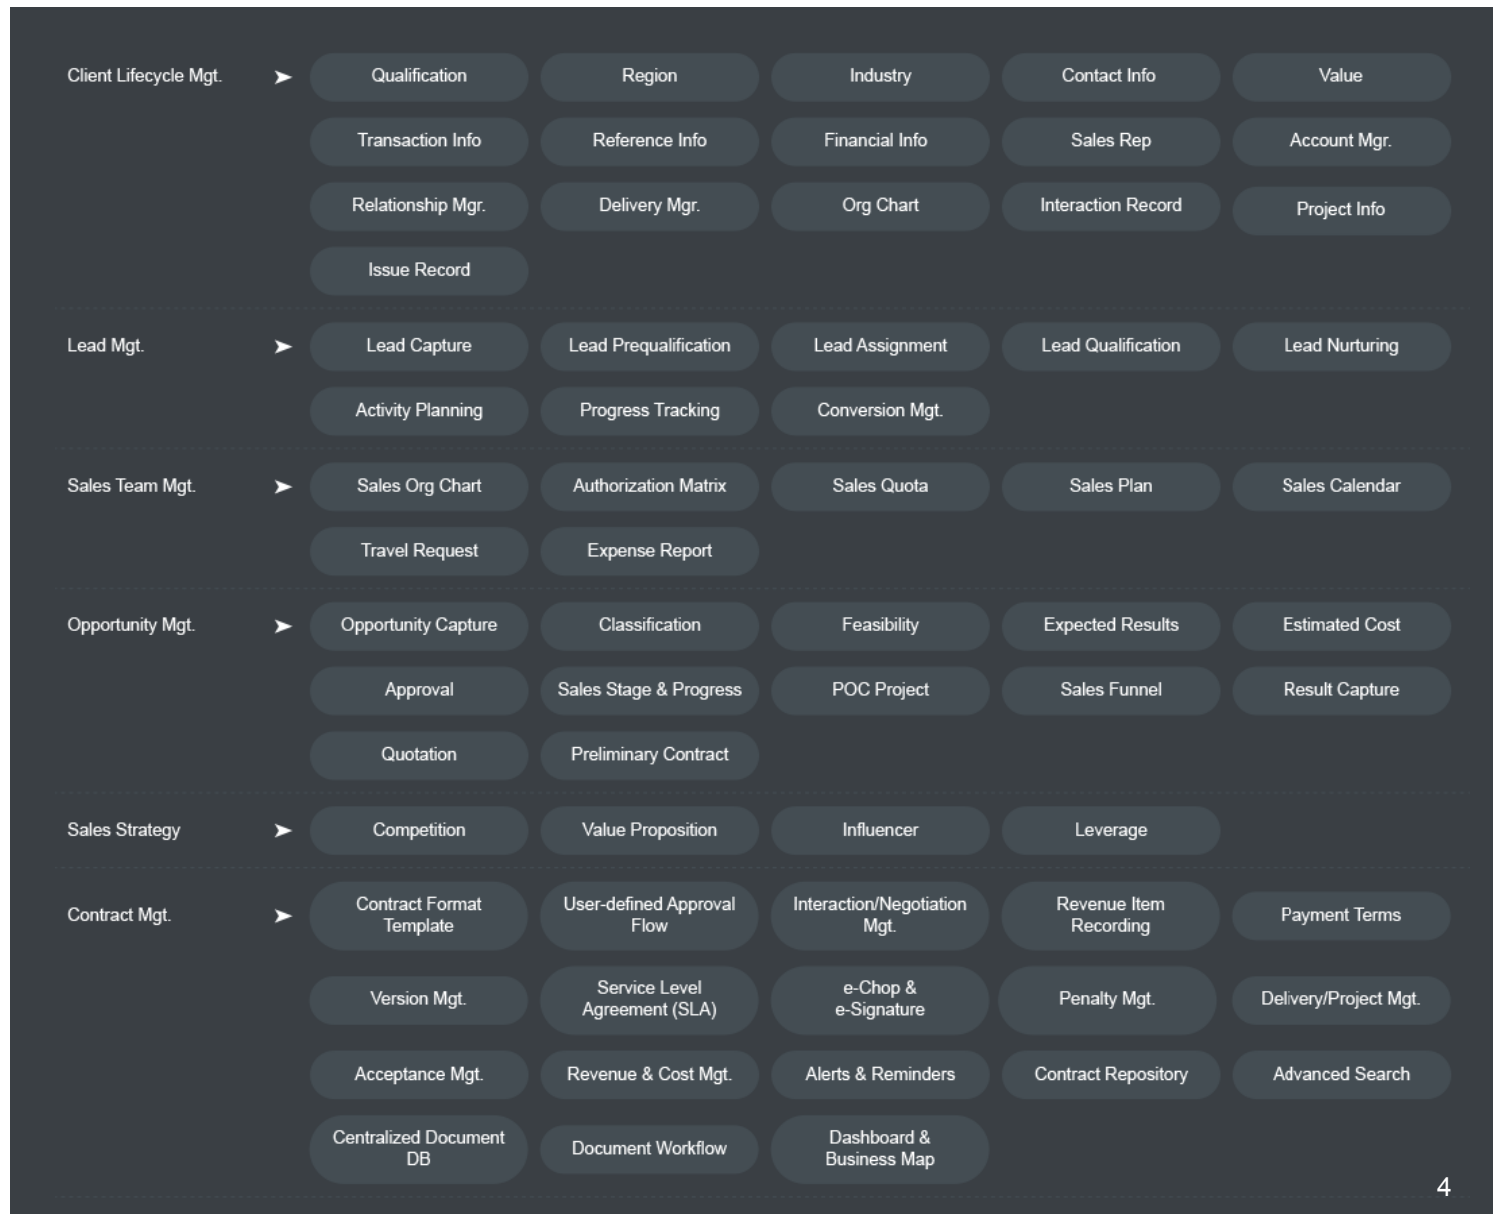 Client Lifecycle Mgt.
Qualification
Region
Industry
Contact Info
Value
Transaction Info
Reference Info
Financial Info
Sales Rep
Account Mgr.
Relationship Mgr.
Delivery Mgr.
Org Chart
Interaction Record
Project Info
Issue Record
Lead Mgt.
Lead Capture
Lead Prequalification
Lead Assignment
Lead Qualification
Lead Nurturing
Activity Planning
Progress Tracking
Conversion Mgt.
Sales Team Mgt.
Sales Org Chart
Authorization Matrix
Sales Quota
Sales Plan
Sales Calendar
Travel Request
Expense Report
Opportunity Mgt.
Opportunity Capture
Classification
Feasibility
Expected Results
Estimated Cost
Approval
Sales Stage & Progress
POC Project
Sales Funnel
Result Capture
Quotation
Preliminary Contract
Sales Strategy
Competition
Value Proposition
Influencer
Leverage
Contract Mgt.
Contract Format
Template
User-defined Approval
Flow
Interaction/Negotiation
Mgt.
Revenue Item
Recording
Payment Terms
Version Mgt.
Service Level
Agreement (SLA)
e-Chop &
e-Signature
Penalty Mgt.
Delivery/Project Mgt.
Acceptance Mgt.
Revenue & Cost Mgt.
Alerts & Reminders
Contract Repository
Advanced Search
Centralized Document
DB
Document Workflow
Dashboard &
Business Map
4